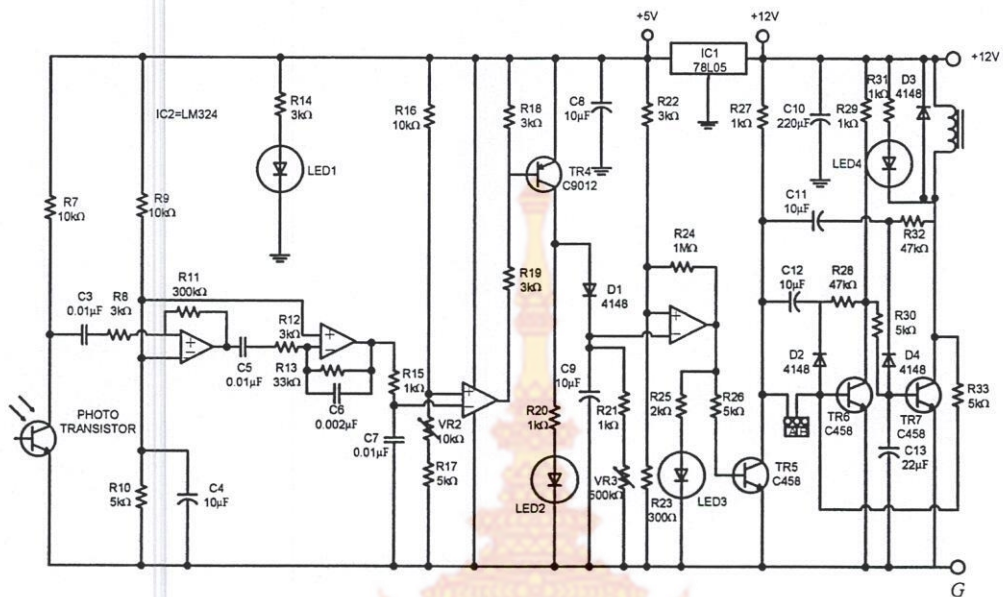 +5V
+12V
IC1
78L05
+12V
R14
3kΩ
IC2=LM324
R16
10kΩ
R18
3kΩ
C8
10µF
R22
3kΩ
R27
1kΩ
C10
220µF
R31
1kΩ
R29
1kΩ
D3
4148
LED1
TR4
C9012
LED4
R7
10kΩ
R9
10kΩ
C11
10µF
R32
47kΩ
R24
1MΩ
R11
300kΩ
R19
3kΩ
D1
4148
C12
10µF
R28
47kΩ
C3
0.01µF
R8
3kΩ
R12
3kΩ
R30
5kΩ
C5
0.01µF
R13
33kΩ
C6
0.002µF
R15
1kΩ
D2
4148
D4
4148
C9
10µF
R25
2kΩ
R26
5kΩ
R33
5kΩ
PHOTO
TRANSISTOR
C7
0.01µF
VR2
10kΩ
R20
1kΩ
R21
1kΩ
TR6
C458
TR7
C458
R17
5kΩ
C13
22µF
TR5
C458
R10
5kΩ
C4
10µF
LED2
VR3
500kΩ
R23
300Ω
LED3
G